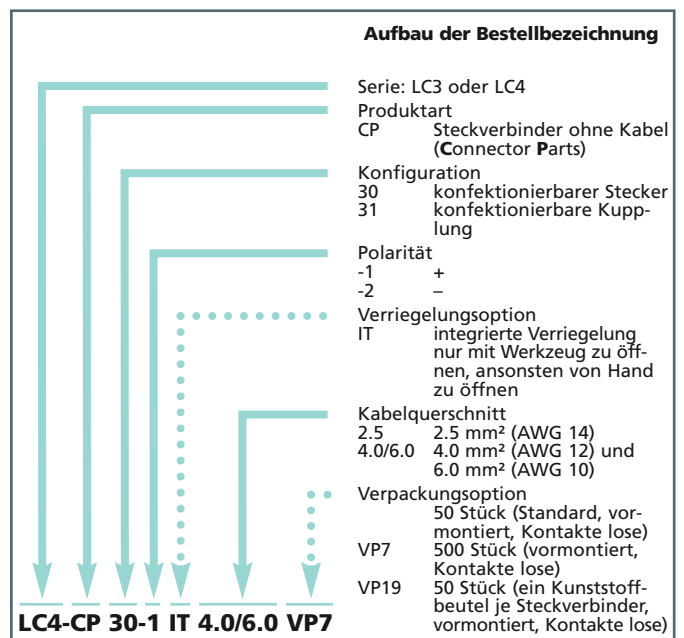 Aufbau der Bestellbezeichnung
Serie: LC3 oder LC4
Produktart
CP Steckverbinder ohne Kabel
(Connector Parts)
Konfiguration
30 konfektionierbarer Stecker
31 konfektionierbare Kupp-
lung
Polarität
-1 +
-2 –
Verriegelungsoption
IT integrierte Verriegelung
nur mit Werkzeug zu öff-
nen, ansonsten von Hand
zu öffnen
Kabelquerschnitt
2.5 2.5 mm² (AWG 14)
4.0/6.0 4.0 mm² (AWG 12) und
6.0 mm² (AWG 10)
Verpackungsoption
50 Stück (Standard, vor-
montiert, Kontakte lose)
VP7 500 Stück (vormontiert,
Kontakte lose)
VP19 50 Stück (ein Kunststoff-
beutel je Steckverbinder,
vormontiert, Kontakte lose)
LC4-CP 30-1 IT 4.0/6.0 VP7